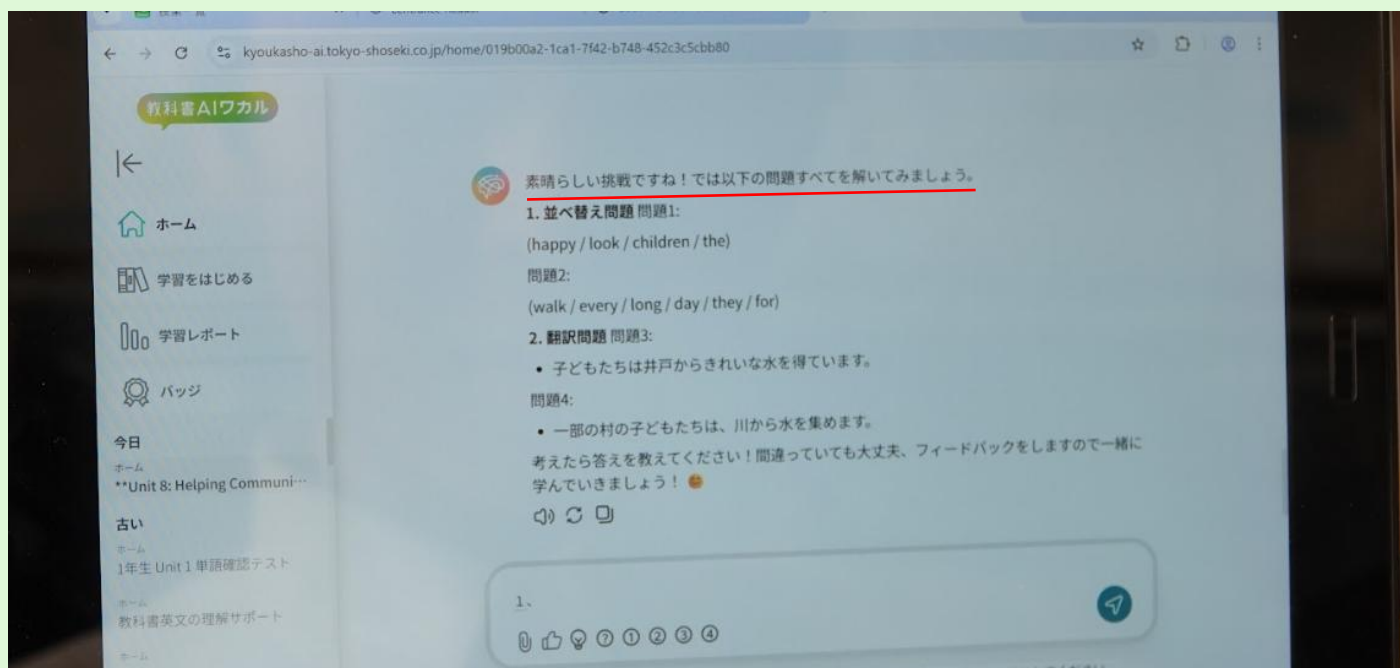 kyoukasho-ai.tokyo-shoseki.co.jp/home/019b00a2-1ca1-7f42-b748-452c3c5cbb80
教科書AIワカル
ホーム
学習をはじめる
学習レポート
バッジ
今日
ホーム
**Unit 8: Helping Communi…
古い
ホーム
1年生 Unit 1 単語確認テスト
ホーム
教科書英文の理解サポート
ホーム
素晴らしい挑戦ですね！では以下の問題すべてを解いてみましょう。
1. 並べ替え問題 問題1:
(happy / look / children / the)
問題2:
(walk / every / long / day / they / for)
2. 翻訳問題 問題3:
• 子どもたちは井戸からきれいな水を得ています。
問題4:
• 一部の村の子どもたちは、川から水を集めます。
考えたら答えを教えてください！間違っていても大丈夫、フィードバックをしますので一緒に
学んでいきましょう！
1、
? 1 2 3 4